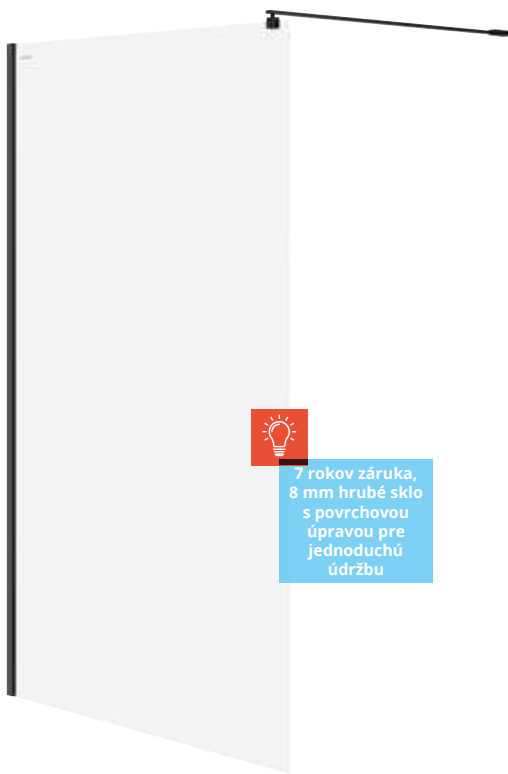 7 rokov záruka,
8 mm hrubé sklo
s povrchovou
úpravou pre
jednoduchú
údržbu